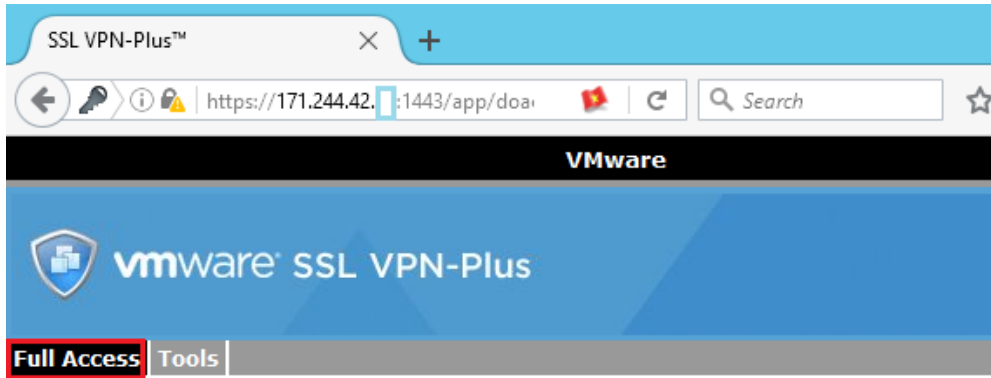 SSL VPN-Plus™
https://171.244.42. :1443/app/doa
Search
VMware
vmware SSL VPN-Plus
Full Access Tools